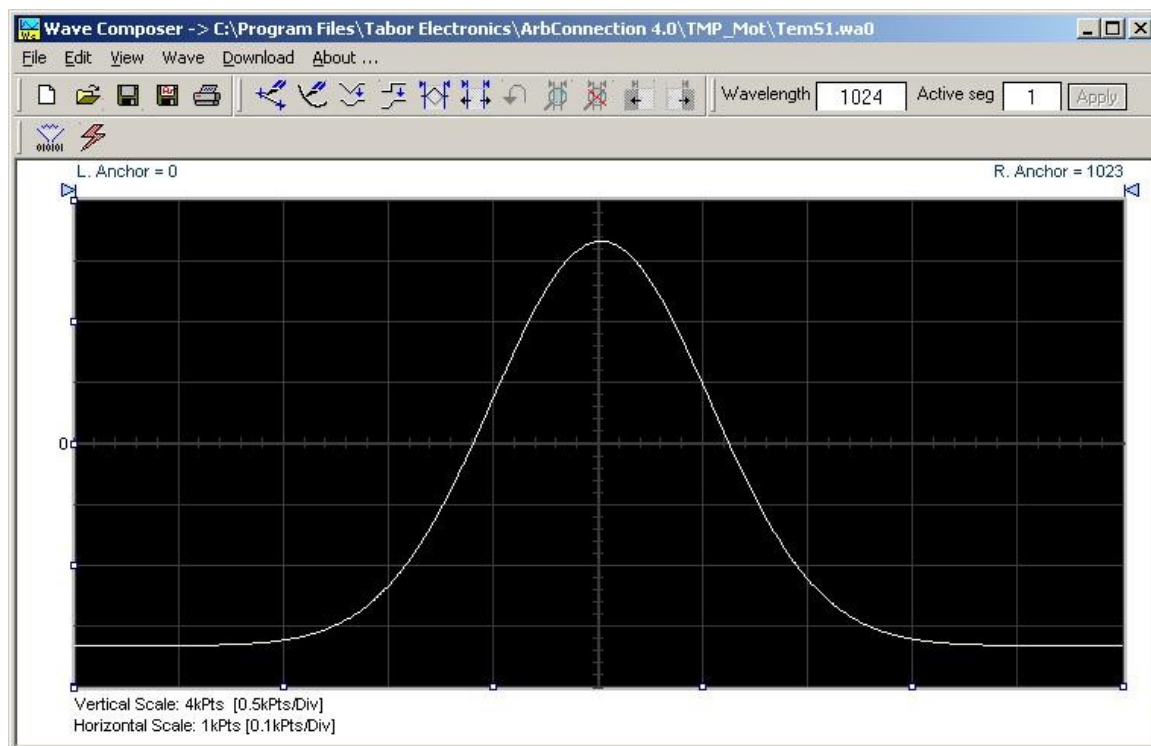 Wave Composer -> C:\Program Files\Tabor Electronics\ArbConnection 4.0\TMP_Mot\Tem51.wa0
File Edit View Wave Download About ...
Wavelength 1024 Active seg 1 Apply
010101
L. Anchor = 0 R. Anchor = 1023
0
Vertical Scale: 4kPts [0.5kPts/Div]
Horizontal Scale: 1kPts [0.1kPts/Div]